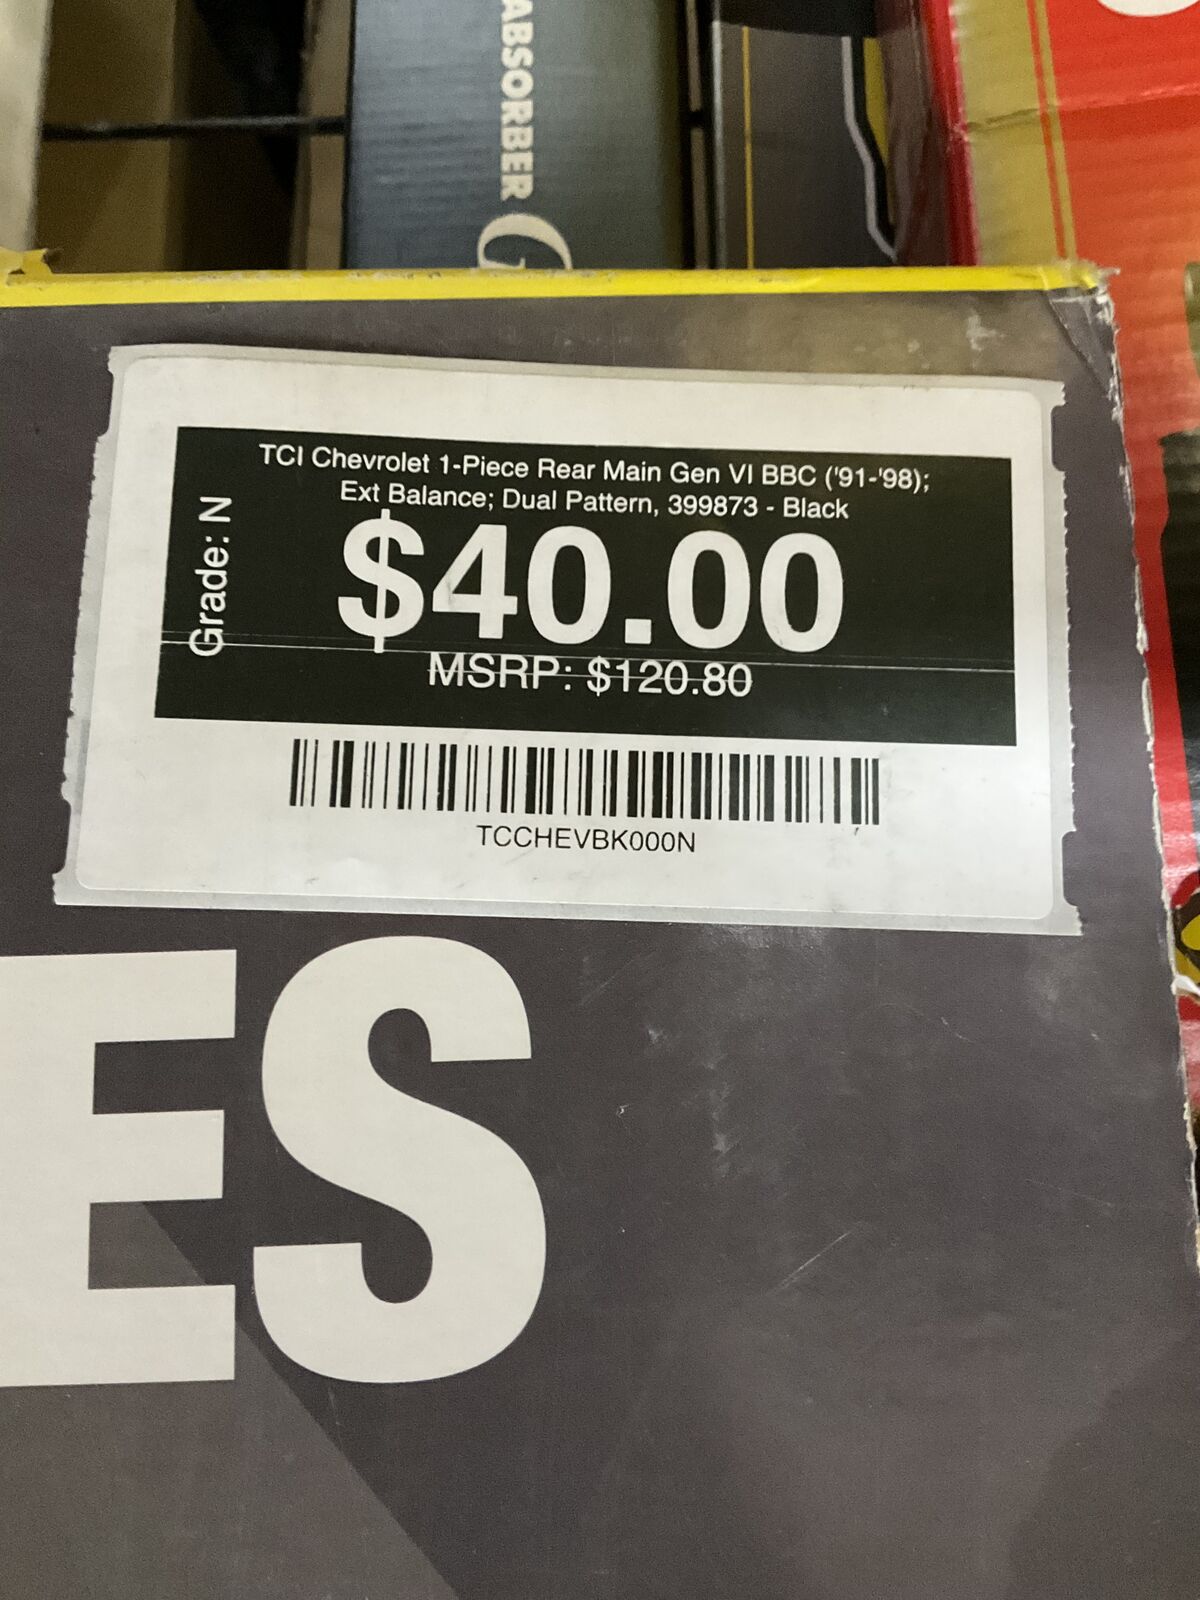 ABSORBER G
TCI Chevrolet 1-Piece Rear Main Gen VI BBC ('91-'98);
Ext Balance; Dual Pattern, 399873 - Black
Grade: N
$40.00
MSRP: $120.80
TCCHEVBK000N
ES